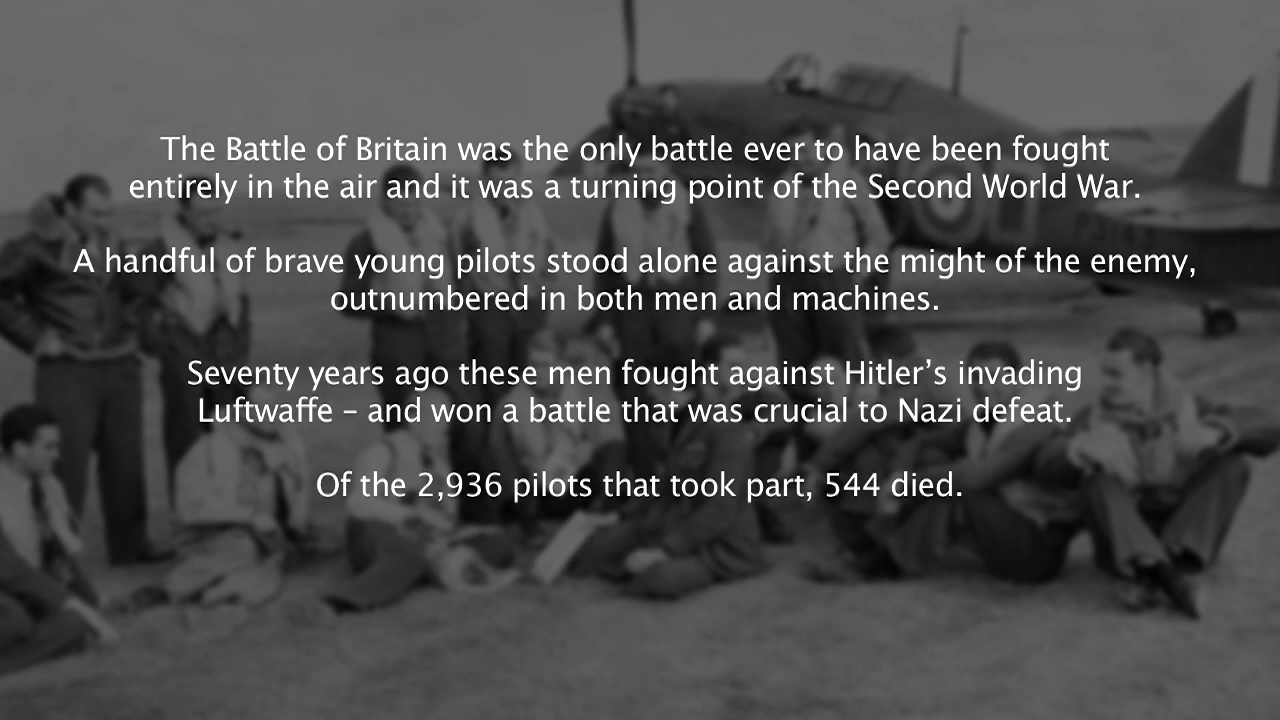 The Battle of Britain was the only battle ever to have been fought
entirely in the air and it was a turning point of the Second World War.
A handful of brave young pilots stood alone against the might of the enemy,
outnumbered in both men and machines.
Seventy years ago these men fought against Hitler’s invading
Luftwaffe – and won a battle that was crucial to Nazi defeat.
Of the 2,936 pilots that took part, 544 died.